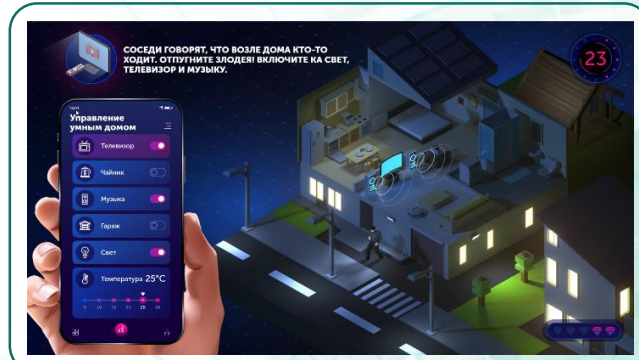 СОСЕДИ ГОВОРЯТ, ЧТО ВОЗЛЕ ДОМА КТО-ТО
ХОДИТ. ОТПУГНИТЕ ЗЛОДЕЯ! ВКЛЮЧИТЕ КА СВЕТ,
ТЕЛЕВИЗОР И МУЗЫКУ.
23
Управление
умным домом
Телевизор
Чайник
Музыка
Гараж
Свет
Температура 25°C